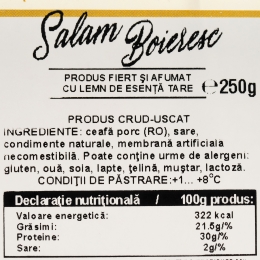 Salam Boieresc
PRODUS FIERT ȘI AFUMAT
CU LEMN DE ESENȚĂ TARE
℮250g
PRODUS CRUD-USCAT
INGREDIENTE: ceafă porc (RO), sare,
condimente naturale, membrană artificiala
necomestibilă. Poate conține urme de alergeni:
gluten, ouă, soia, lapte, țelină, muștar, lactoză.
CONDIȚII DE PĂSTRARE:+1... +8°C
Declarație nutrițională / 100g produs:
Valoare energetică: 322 kcal
Grăsimi: 21.5g/%
Proteine: 30g/%
Sare: 2g/%